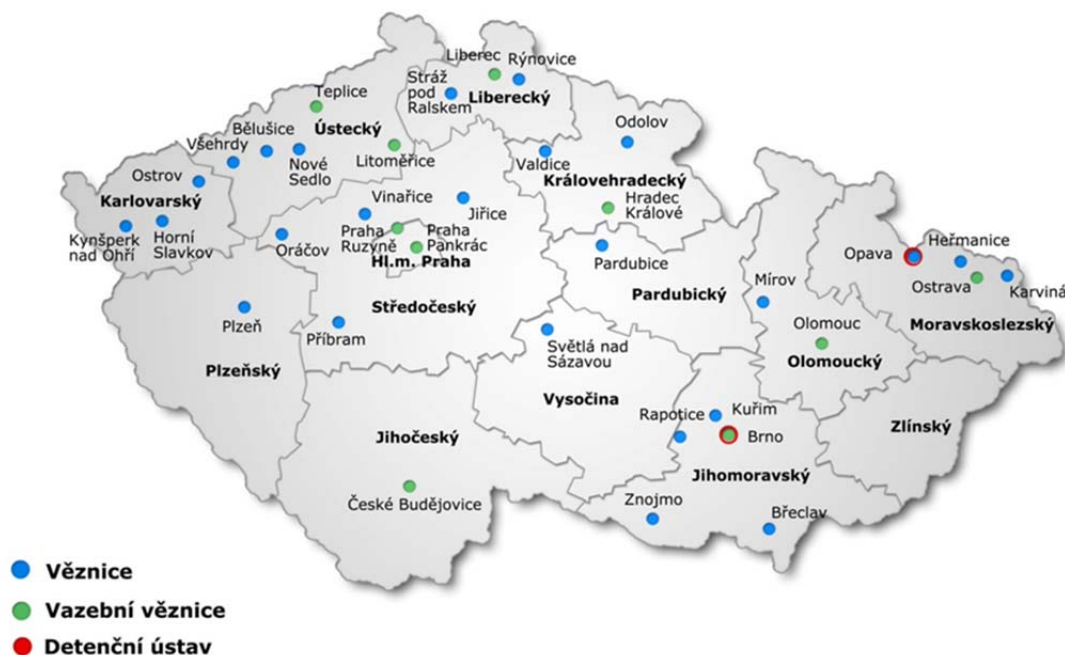 Liberec
Rýnovice
Stráž
pod
Ralskem
Liberecký
Teplice
Ústecký
Bělušice
Všehrdy
Nové
Sedlo
Litoměřice
Odolov
Valdice
Královehradecký
Hradec
Králové
Ostrov
Karlovarský
Kynšperk
nad Ohří
Horní
Slavkov
Vinařice
Jiřice
Oráčov
Praha
Ruzyně
Praha
Pankrác
Hl.m. Praha
Středočeský
Příbram
Plzeň
Plzeňský
Pardubice
Pardubický
Světlá nad
Sázavou
Vysočina
Opava
Heřmanice
Ostrava
Karviná
Moravskoslezský
Mírov
Olomouc
Olomoucký
Zlínský
Rapotice
Kuřim
Brno
Jihomoravský
Znojmo
Břeclav
Jihočeský
České Budějovice
Věznice
Vazební věznice
Detenční ústav